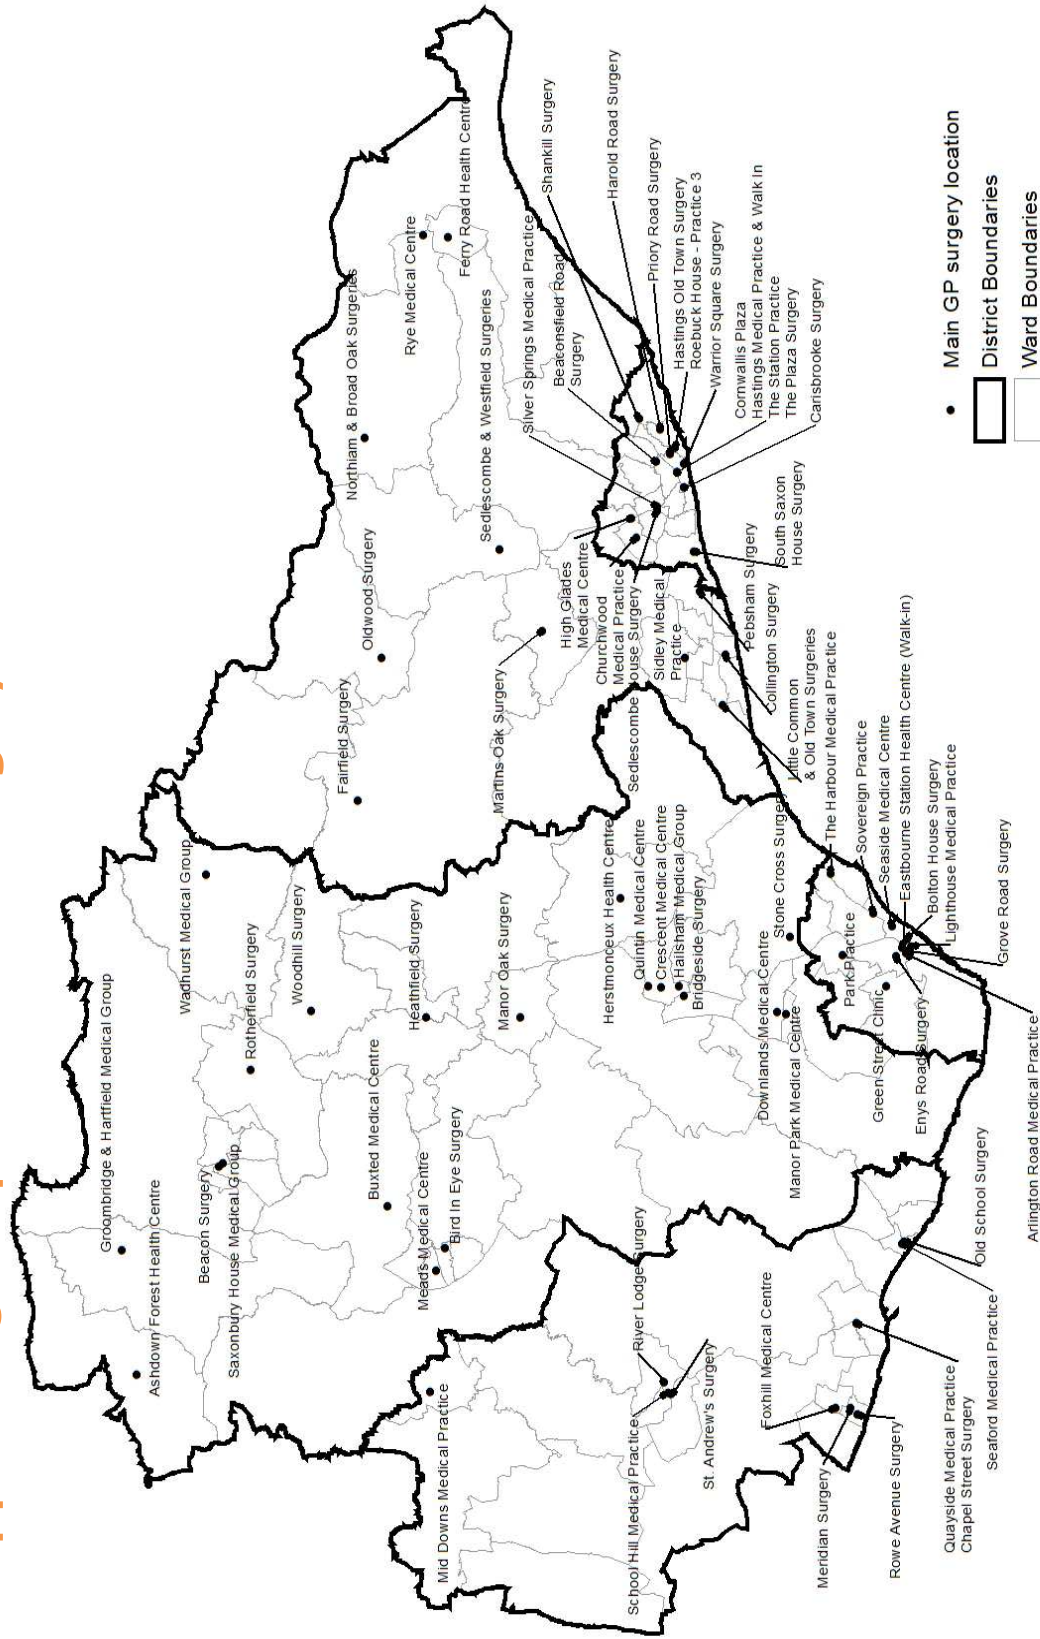 Groombridge & Hartfield Medical Group
Ashdown Forest Health Centre
Wadhurst Medical Group
Beacon Surgery
Saxonbury House Medical Group
Rotherfield Surgery
Woodhill Surgery
Fairfield Surgery
Oldwood Surgery
Northiam & Broad Oak Surgeries
Rye Medical Centre
Ferry Road Health Centre
Buxted Medical Centre
Heathfield Surgery
Meads Medical Centre
Bird In Eye Surgery
Mid Downs Medical Practice
Manor Oak Surgery
Martins Oak Surgery
Sedlescombe & Westfield Surgeries
Silver Springs Medical Practice
Beaconsfield Road
Surgery
Shankill Surgery
Harold Road Surgery
Priory Road Surgery
Hastings Old Town Surgery
Roebuck House - Practice 3
Warrior Square Surgery
Cornwallis Plaza
Hastings Medical Practice & Walk In
The Station Practice
The Plaza Surgery
Carisbrooke Surgery
High Glades
Medical Centre
Churchwood
Medical Practice
Sedlescombe House Surgery
Sidley Medical
Practice
Pebsham Surgery
South Saxon
House Surgery
Collington Surgery
Little Common
& Old Town Surgeries
Herstmonceux Health Centre
Quintin Medical Centre
Crescent Medical Centre
Hailsham Medical Group
Bridgeside Surgery
Stone Cross Surgery
Downlands Medical Centre
Manor Park Medical Centre
The Harbour Medical Practice
Sovereign Practice
Seaside Medical Centre
Eastbourne Station Health Centre (Walk-in)
Bolton House Surgery
Lighthouse Medical Practice
Grove Road Surgery
Park Practice
Green Street Clinic
Enys Road Surgery
Arlington Road Medical Practice
River Lodge Surgery
School Hill Medical Practice
St. Andrew's Surgery
Foxhill Medical Centre
Meridian Surgery
Rowe Avenue Surgery
Quayside Medical Practice
Chapel Street Surgery
Seaford Medical Practice
Old School Surgery
Main GP surgery location
District Boundaries
Ward Boundaries